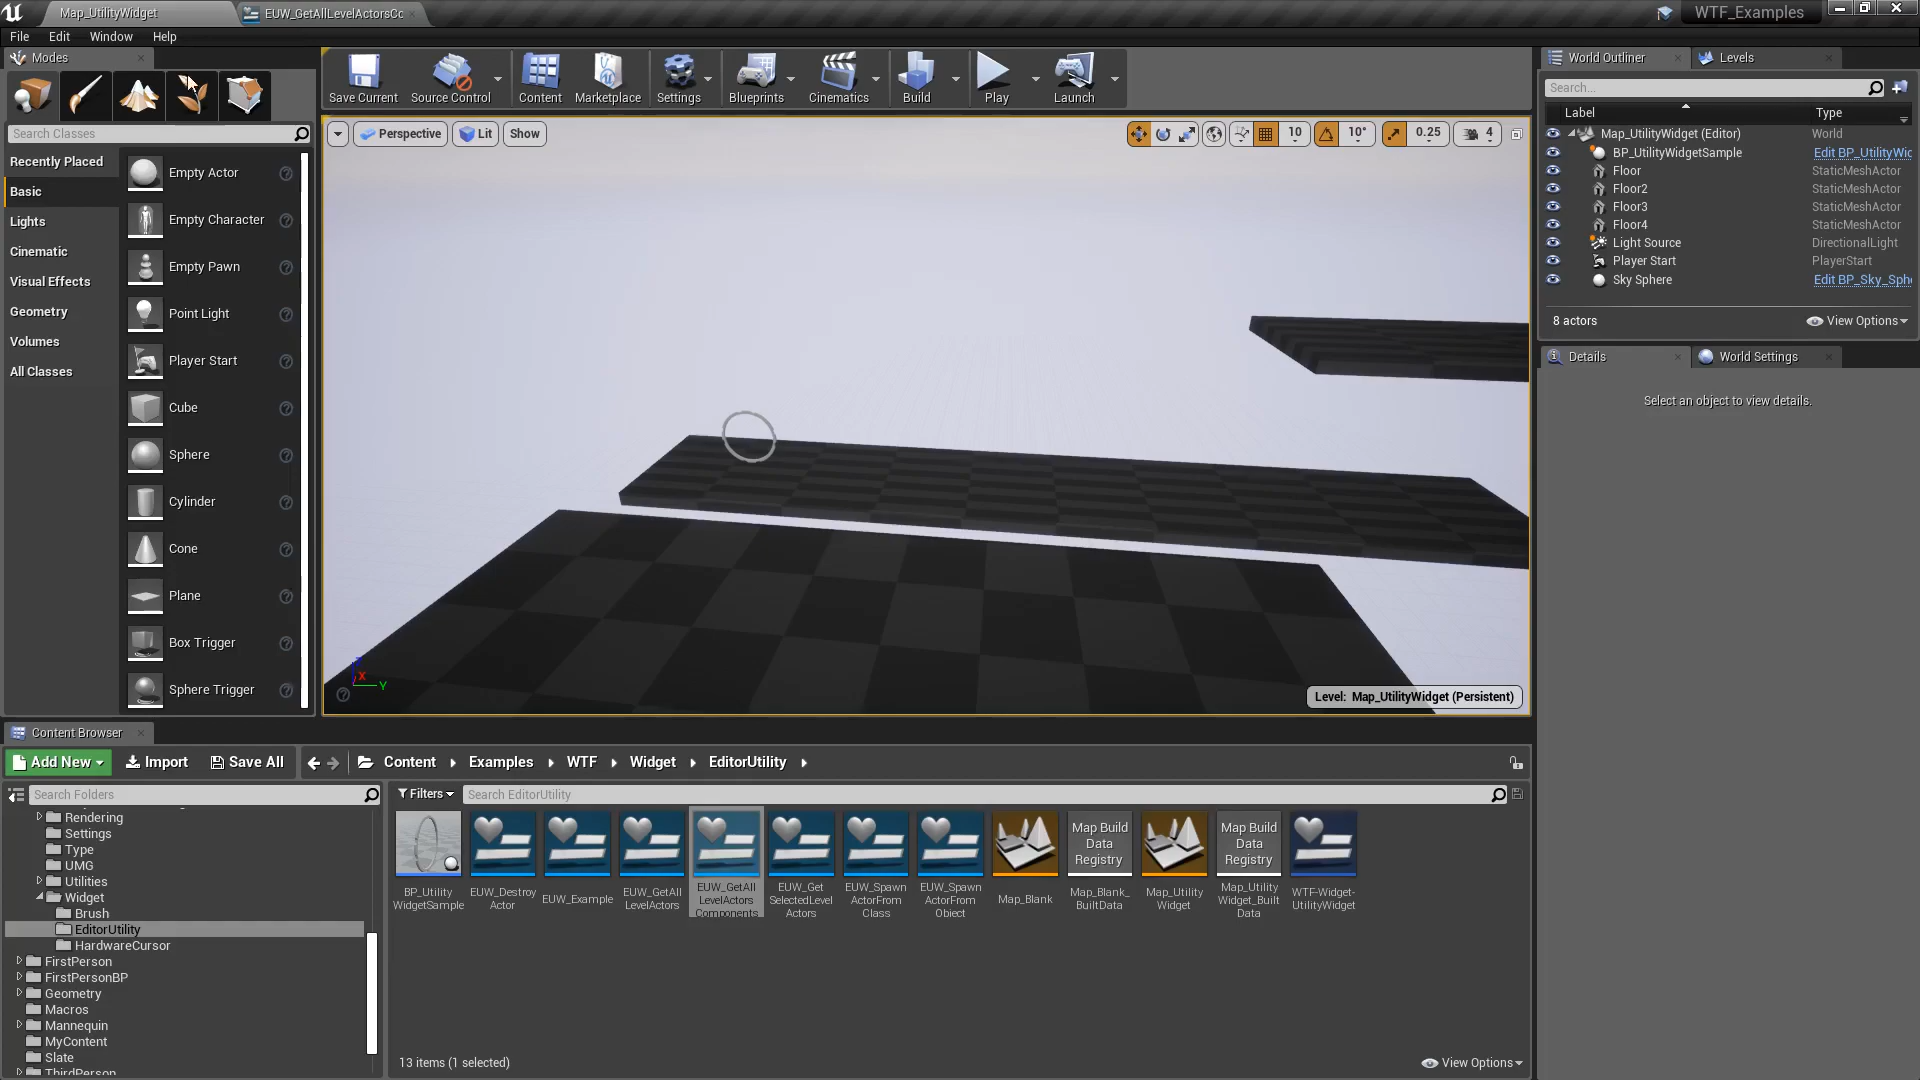 Map_UtilityWidget
EUW_GetAllLevelActorsCc
WTF_Examples
File
Edit
Window
Help
Modes
Save Current
Source Control
Content
Marketplace
Settings
Blueprints
Cinematics
Build
Play
Launch
Search Classes
Recently Placed
Basic
Lights
Cinematic
Visual Effects
Geometry
Volumes
All Classes
Empty Actor
Empty Character
Empty Pawn
Point Light
Player Start
Cube
Sphere
Cylinder
Cone
Plane
Box Trigger
Sphere Trigger
Perspective
Lit
Show
10
10°
0.25
4
X
Y
Level: Map_UtilityWidget (Persistent)
World Outliner
Levels
Search...
Label
Type
Map_UtilityWidget (Editor)
World
BP_UtilityWidgetSample
Edit BP_UtilityWic
Floor
StaticMeshActor
Floor2
StaticMeshActor
Floor3
StaticMeshActor
Floor4
StaticMeshActor
Light Source
DirectionalLight
Player Start
PlayerStart
Sky Sphere
Edit BP_Sky_Sph
8 actors
View Options
Details
World Settings
Select an object to view details.
Content Browser
Add New
Import
Save All
Content
Examples
WTF
Widget
EditorUtility
Search Folders
Filters
Search EditorUtility
Rendering
Settings
Type
UMG
Utilities
Widget
Brush
EditorUtility
HardwareCursor
FirstPerson
FirstPersonBP
Geometry
Macros
Mannequin
MyContent
Slate
ThirdPerson
BP_Utility
WidgetSample
EUW_Destroy
Actor
EUW_Example
EUW_GetAll
LevelActors
EUW_GetAll
LevelActors
Components
EUW_Get
SelectedLevel
Actors
EUW_Spawn
ActorFrom
Class
EUW_Spawn
ActorFrom
Object
Map_Blank
Map Build
Data
Registry
Map_Blank_
BuiltData
Map_Utility
Widget
Map Build
Data
Registry
Map_Utility
Widget_Built
Data
WTF-Widget-
UtilityWidget
13 items (1 selected)
View Options